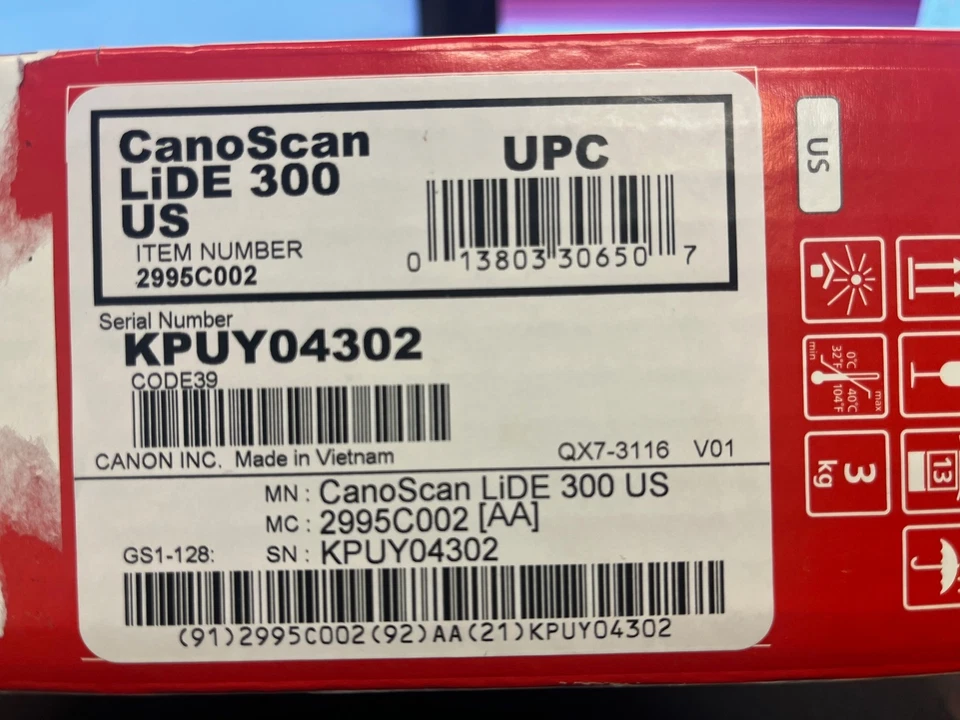 CanoScan
LiDE 300
US
ITEM NUMBER
2995C002
UPC
0 13803 30650 7
Serial Number
KPUY04302
CODE39
CANON INC. Made in Vietnam
QX7-3116 V01
MN : CanoScan LiDE 300 US
MC : 2995C002 [AA]
GS1-128: SN : KPUY04302
(91)2995C002(92)AA(21)KPUY04302
US
min 0°C 32°F 40°C 104°F max
3 kg
13